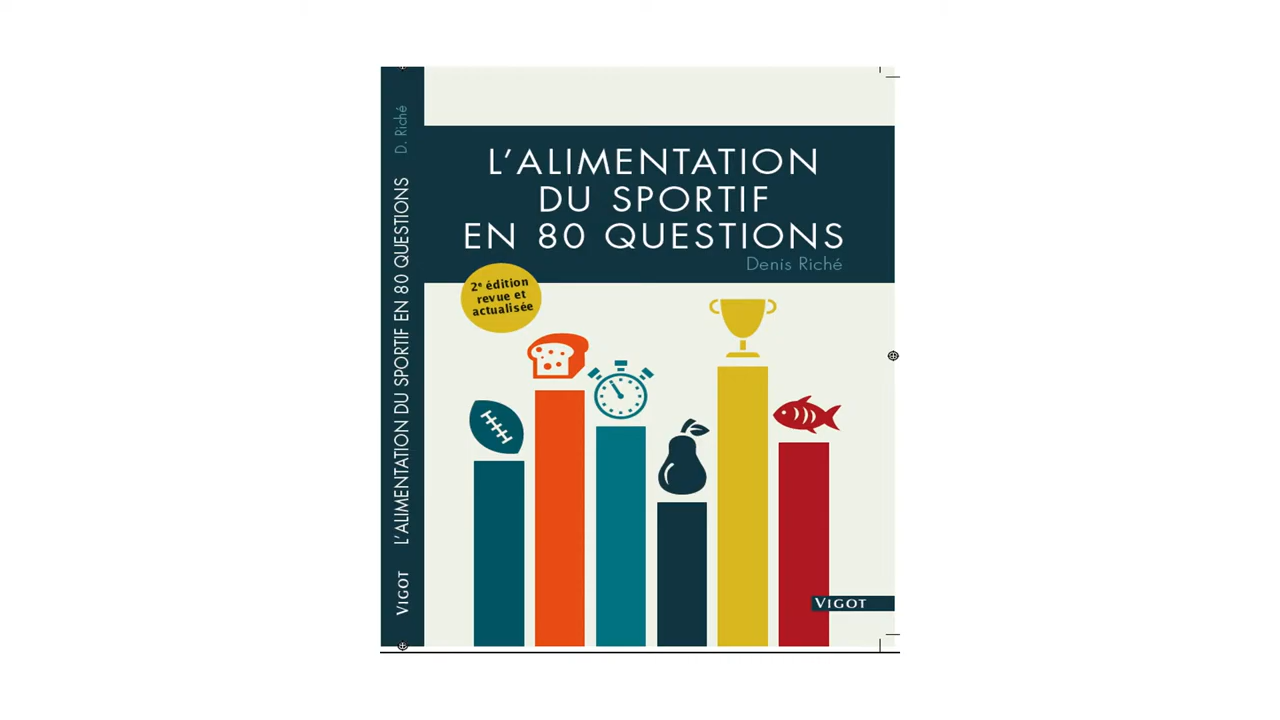 D. Riché
L'ALIMENTATION DU SPORTIF EN 80 QUESTIONS
VIGOT
L'ALIMENTATION
DU SPORTIF
EN 80 QUESTIONS
Denis Riché
2e édition
revue et
actualisée
VIGOT